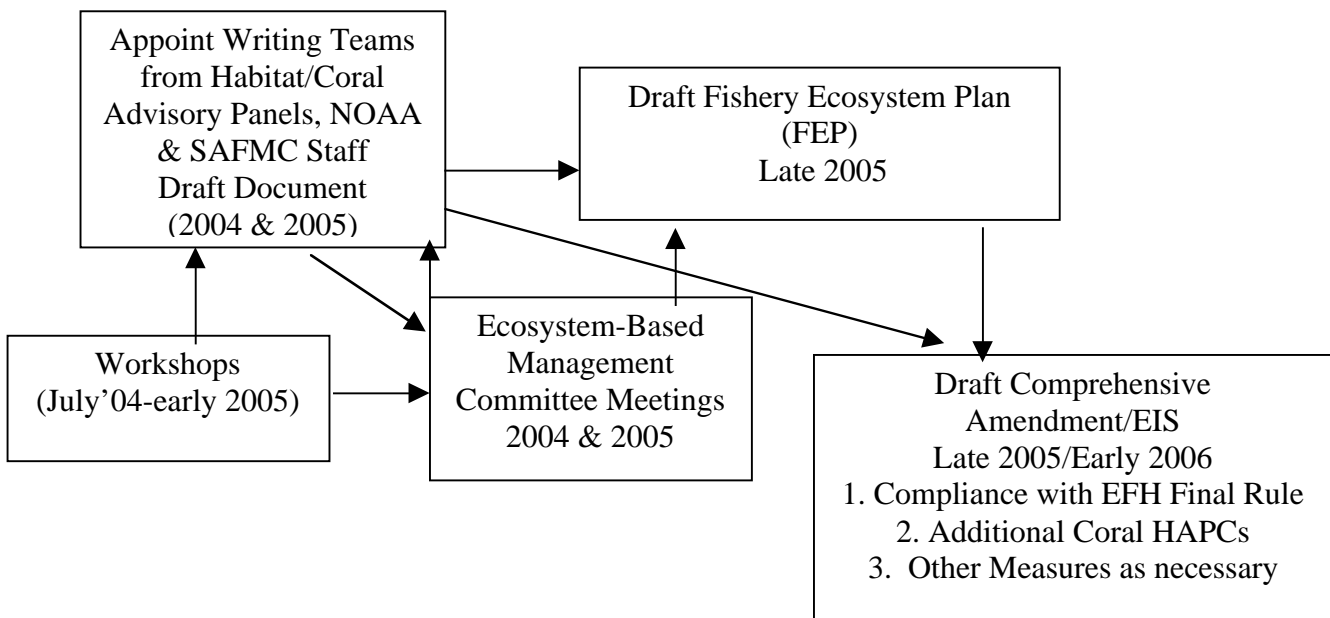 Appoint Writing Teams
from Habitat/Coral
Advisory Panels, NOAA
& SAFMC Staff
Draft Document
(2004 & 2005)
Draft Fishery Ecosystem Plan
(FEP)
Late 2005
Workshops
(July’04-early 2005)
Ecosystem-Based
Management
Committee Meetings
2004 & 2005
Draft Comprehensive
Amendment/EIS
Late 2005/Early 2006
1. Compliance with EFH Final Rule
2. Additional Coral HAPCs
3. Other Measures as necessary